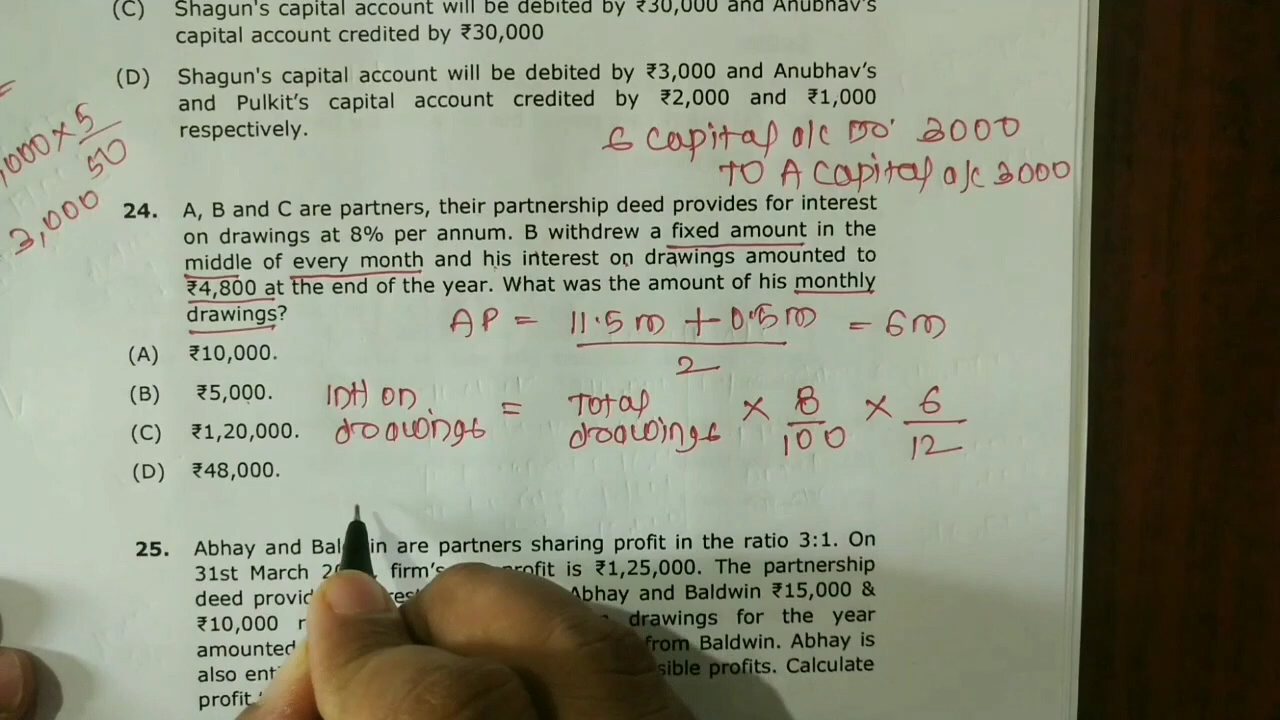 (C) Shagun's capital account will be debited by ₹30,000 and Anubhav's
capital account credited by ₹30,000
(D) Shagun's capital account will be debited by ₹3,000 and Anubhav's
and Pulkit's capital account credited by ₹2,000 and ₹1,000
respectively.
,000 × 5
50
3,000
capital a/c Dr 3000
TO A capital a/c 3000
24. A, B and C are partners, their partnership deed provides for interest
on drawings at 8% per annum. B withdrew a fixed amount in the
middle of every month and his interest on drawings amounted to
₹4,800 at the end of the year. What was the amount of his monthly
drawings?
AP = 11.5m + 0.5m = 6m
2
(A) ₹10,000.
(B) ₹5,000.
(C) ₹1,20,000.
(D) ₹48,000.
Int on = Total × 8 × 6
drawings drawings 100 12
25. Abhay and Bal in are partners sharing profit in the ratio 3:1. On
31st March firm's profit is ₹1,25,000. The partnership
deed Abhay and Baldwin ₹15,000 &
₹10,000 drawings for the year
amounted from Baldwin. Abhay is
also profits. Calculate
profit